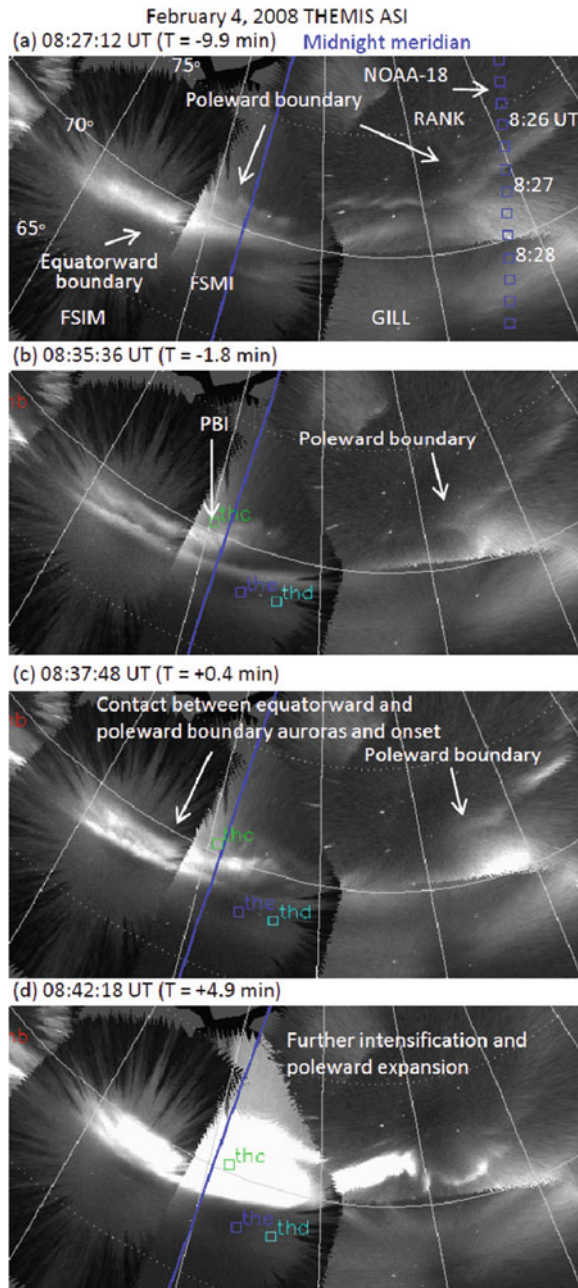 February 4, 2008 THEMIS ASI
(a) 08:27:12 UT (T = -9.9 min) Midnight meridian
75°
NOAA-18
Poleward boundary
70°
RANK
8:26 UT
8:27
65°
Equatorward
boundary
8:28
FSMI
FSIM
GILL
(b) 08:35:36 UT (T = -1.8 min)
nb
PBI
Poleward boundary
thc
the
thd
(c) 08:37:48 UT (T = +0.4 min)
Contact between equatorward and
poleward boundary auroras and onset
nb
Poleward boundary
thc
the
thd
(d) 08:42:18 UT (T = +4.9 min)
nb
Further intensification and
poleward expansion
thc
the
thd